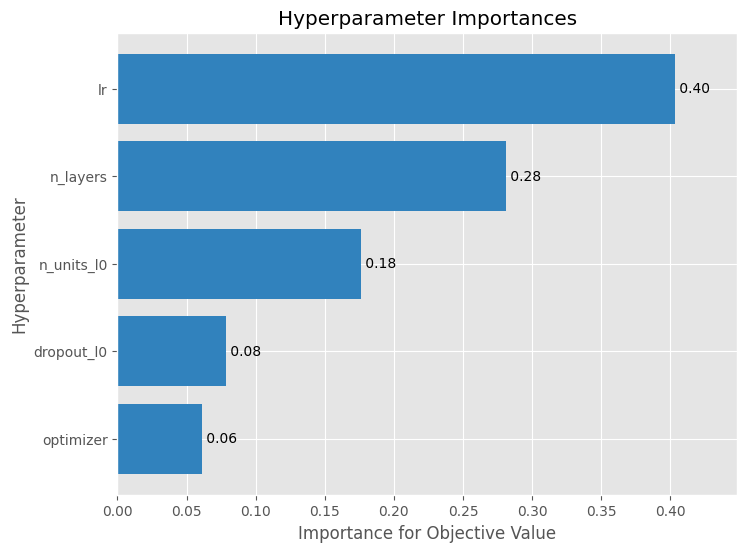 Hyperparameter Importances
Hyperparameter
lr 0.40
n_layers 0.28
n_units_l0 0.18
dropout_l0 0.08
optimizer 0.06
0.00 0.05 0.10 0.15 0.20 0.25 0.30 0.35 0.40
Importance for Objective Value